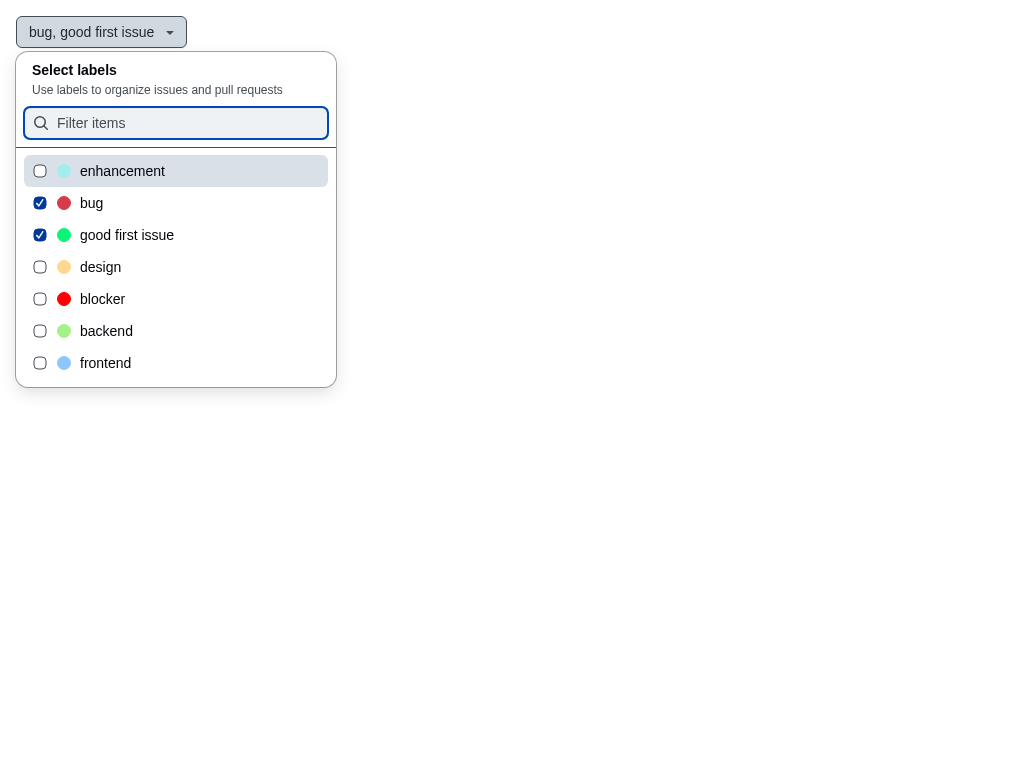 bug, good first issue
Select labels
Use labels to organize issues and pull requests
Filter items
enhancement
bug
good first issue
design
blocker
backend
frontend